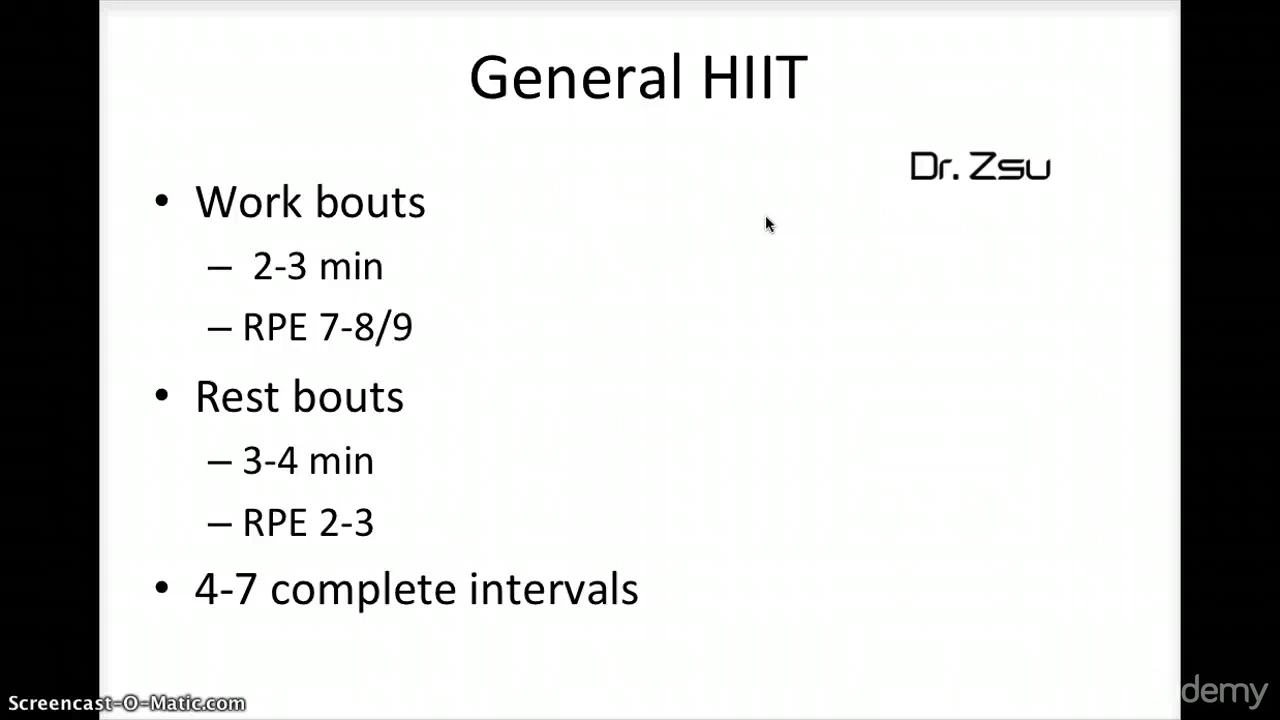 General HIIT
Dr. Zsu
• Work bouts
– 2-3 min
– RPE 7-8/9
• Rest bouts
– 3-4 min
– RPE 2-3
• 4-7 complete intervals
Screencast-O-Matic.com
demy